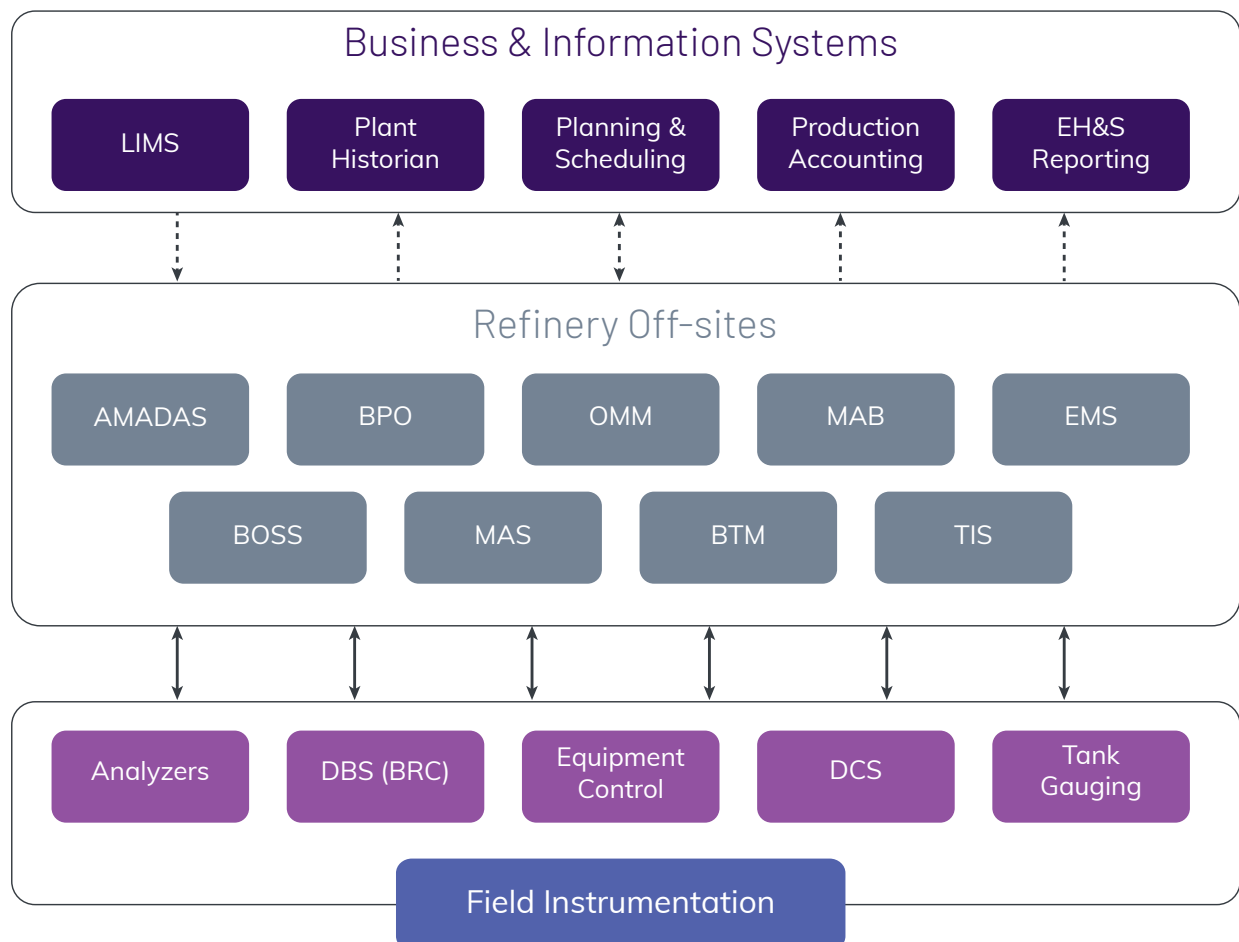 Business & Information Systems
LIMS
Plant
Historian
Planning &
Scheduling
Production
Accounting
EH&S
Reporting
Refinery Off-sites
AMADAS
BPO
OMM
MAB
EMS
BOSS
MAS
BTM
TIS
Analyzers
DBS (BRC)
Equipment
Control
DCS
Tank
Gauging
Field Instrumentation